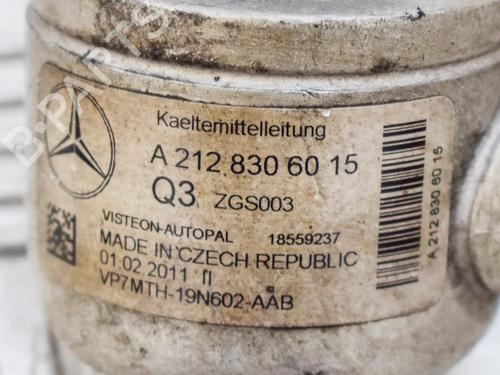 B-PARTS
Kaeltemittelleitung
A 212 830 60 15
Q3 ZGS003
VISTEON-AUTOPAL 18559237
MADE IN CZECH REPUBLIC
01.02.2011 II
VP7MTH-19N602-AAB
A 212 830 60 15